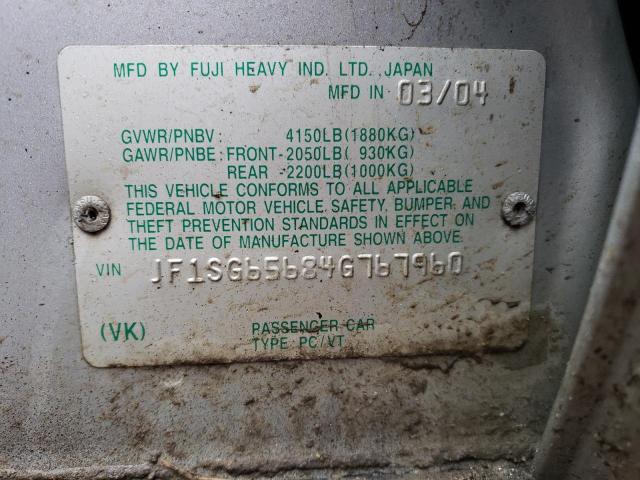 MFD BY FUJI HEAVY IND. LTD. JAPAN
MFD IN 03/04
GVWR/PNBV : 4150LB(1880KG)
GAWR/PNBE : FRONT-2050LB( 930KG)
REAR -2200LB(1000KG)
THIS VEHICLE CONFORMS TO ALL APPLICABLE
FEDERAL MOTOR VEHICLE SAFETY, BUMPER, AND
THEFT PREVENTION STANDARDS IN EFFECT ON
THE DATE OF MANUFACTURE SHOWN ABOVE.
VIN JF1SG65684G767960
(VK) PASSENGER CAR
TYPE PC/VT